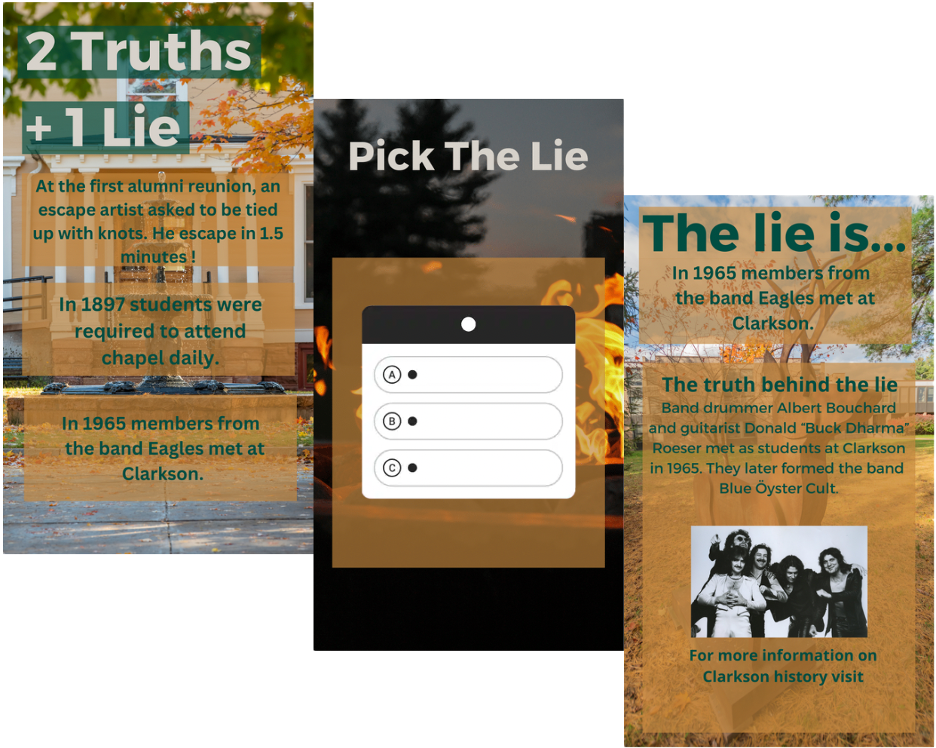 2 Truths
+ 1 Lie
At the first alumni reunion, an
escape artist asked to be tied
up with knots. He escape in 1.5
minutes !
In 1897 students were
required to attend
chapel daily.
In 1965 members from
the band Eagles met at
Clarkson.
Pick The Lie
A
B
C
The lie is...
In 1965 members from
the band Eagles met at
Clarkson.
The truth behind the lie
Band drummer Albert Bouchard
and guitarist Donald “Buck Dharma”
Roeser met as students at Clarkson
in 1965. They later formed the band
Blue Öyster Cult.
For more information on
Clarkson history visit